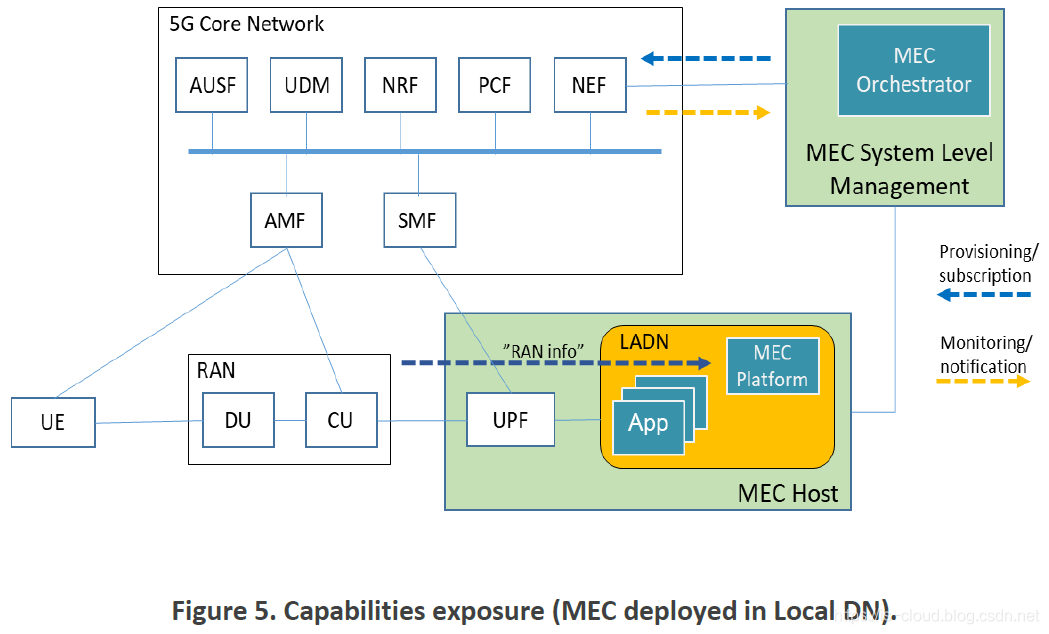 5G Core Network
AUSF
UDM
NRF
PCF
NEF
MEC
Orchestrator
MEC System Level
Management
AMF
SMF
Provisioning/
subscription
Monitoring/
notification
RAN
UE
DU
CU
"RAN info"
LADN
MEC
Platform
UPF
App
MEC Host
Figure 5. Capabilities exposure (MEC deployed in Local DN).
cloud.blog.csdn.net